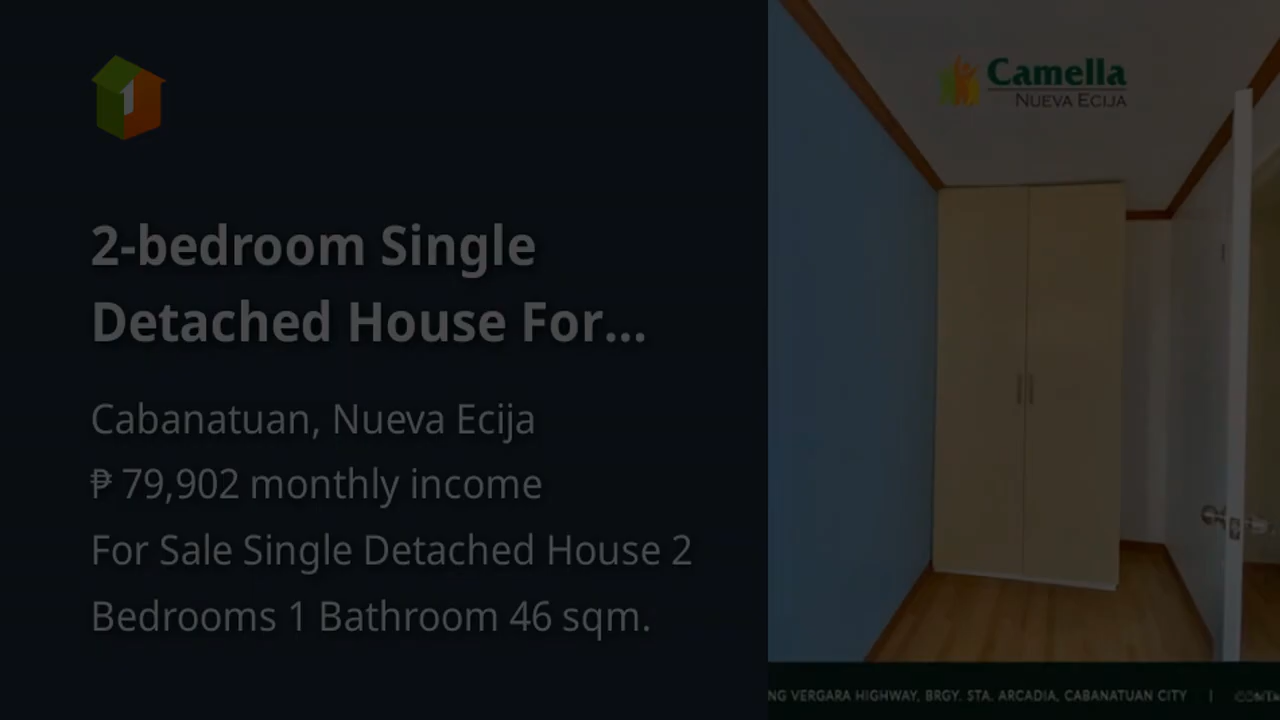 2-bedroom Single
Detached House For...
Cabanatuan, Nueva Ecija
₱ 79,902 monthly income
For Sale Single Detached House 2
Bedrooms 1 Bathroom 46 sqm.
Camella
NUEVA ECIJA
NG VERGARA HIGHWAY, BRGY. STA. ARCADIA, CABANATUAN CITY |